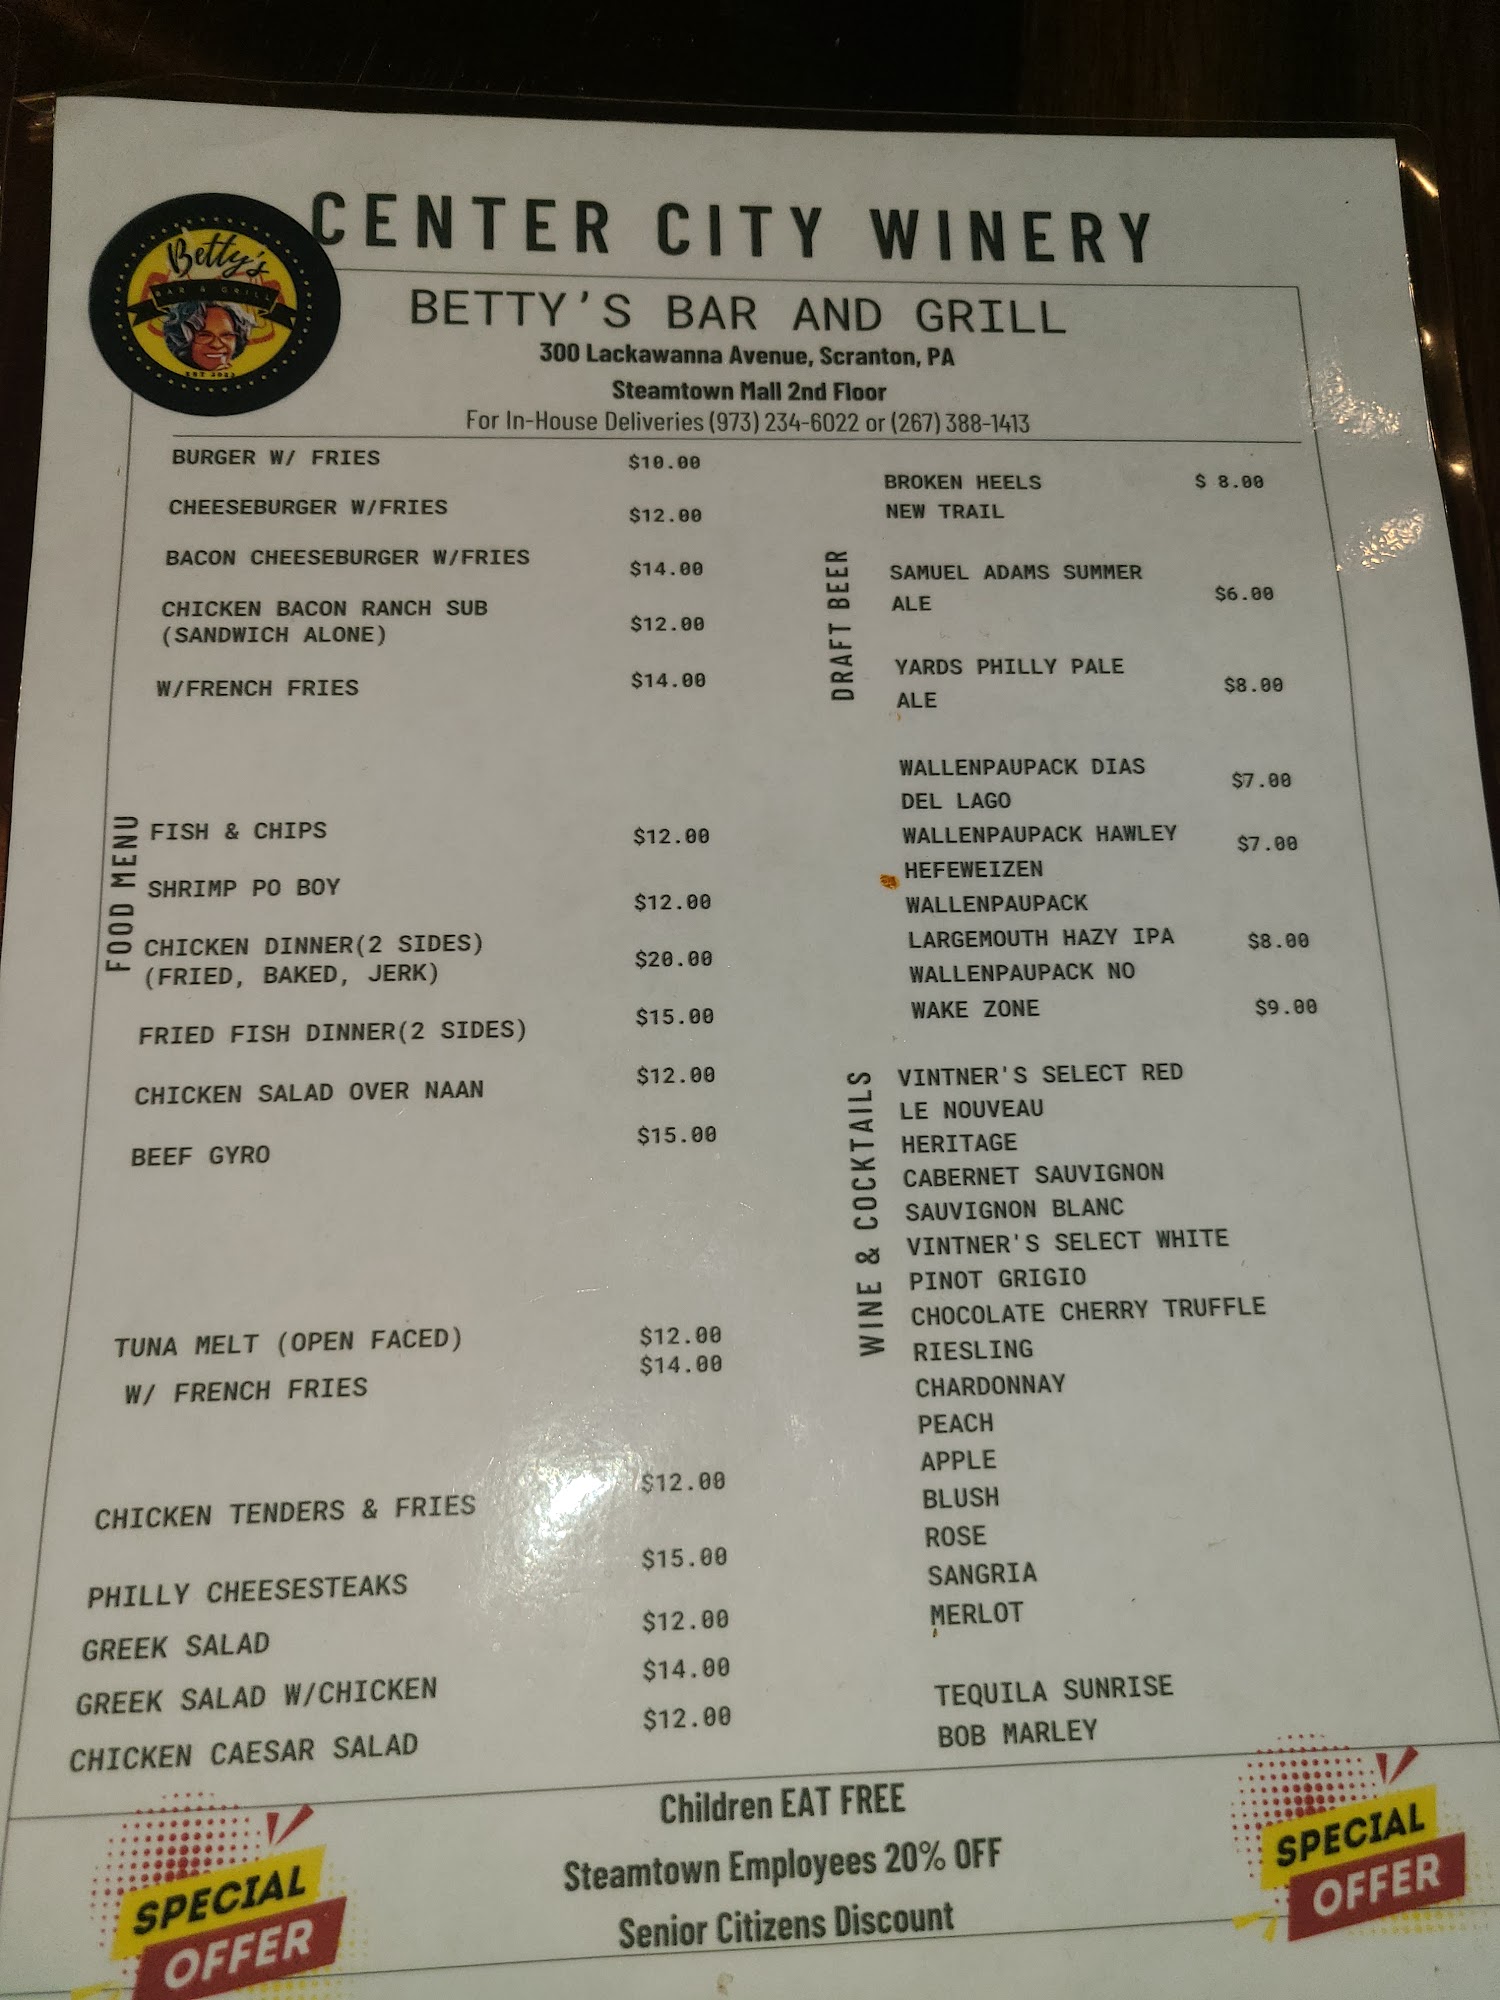 CENTER CITY WINERY
Betty's
BAR & GRILL
EST 2023
BETTY'S BAR AND GRILL
300 Lackawanna Avenue, Scranton, PA
Steamtown Mall 2nd Floor
For In-House Deliveries (973) 234-6022 or (267) 388-1413
FOOD MENU
BURGER W/ FRIES $10.00
CHEESEBURGER W/FRIES $12.00
BACON CHEESEBURGER W/FRIES $14.00
CHICKEN BACON RANCH SUB
(SANDWICH ALONE) $12.00
W/FRENCH FRIES $14.00
FISH & CHIPS $12.00
SHRIMP PO BOY $12.00
CHICKEN DINNER(2 SIDES)
(FRIED, BAKED, JERK) $20.00
FRIED FISH DINNER(2 SIDES) $15.00
CHICKEN SALAD OVER NAAN $12.00
BEEF GYRO $15.00
TUNA MELT (OPEN FACED) $12.00
W/ FRENCH FRIES $14.00
CHICKEN TENDERS & FRIES $12.00
PHILLY CHEESESTEAKS $15.00
GREEK SALAD $12.00
GREEK SALAD W/CHICKEN $14.00
CHICKEN CAESAR SALAD $12.00
DRAFT BEER
BROKEN HEELS $ 8.00
NEW TRAIL
SAMUEL ADAMS SUMMER
ALE $6.00
YARDS PHILLY PALE
ALE $8.00
WALLENPAUPACK DIAS
DEL LAGO $7.00
WALLENPAUPACK HAWLEY
HEFEWEIZEN $7.00
WALLENPAUPACK
LARGEMOUTH HAZY IPA $8.00
WALLENPAUPACK NO
WAKE ZONE $9.00
WINE & COCKTAILS
VINTNER'S SELECT RED
LE NOUVEAU
HERITAGE
CABERNET SAUVIGNON
SAUVIGNON BLANC
VINTNER'S SELECT WHITE
PINOT GRIGIO
CHOCOLATE CHERRY TRUFFLE
RIESLING
CHARDONNAY
PEACH
APPLE
BLUSH
ROSE
SANGRIA
MERLOT
TEQUILA SUNRISE
BOB MARLEY
Children EAT FREE
Steamtown Employees 20% OFF
Senior Citizens Discount
SPECIAL
OFFER
SPECIAL
OFFER